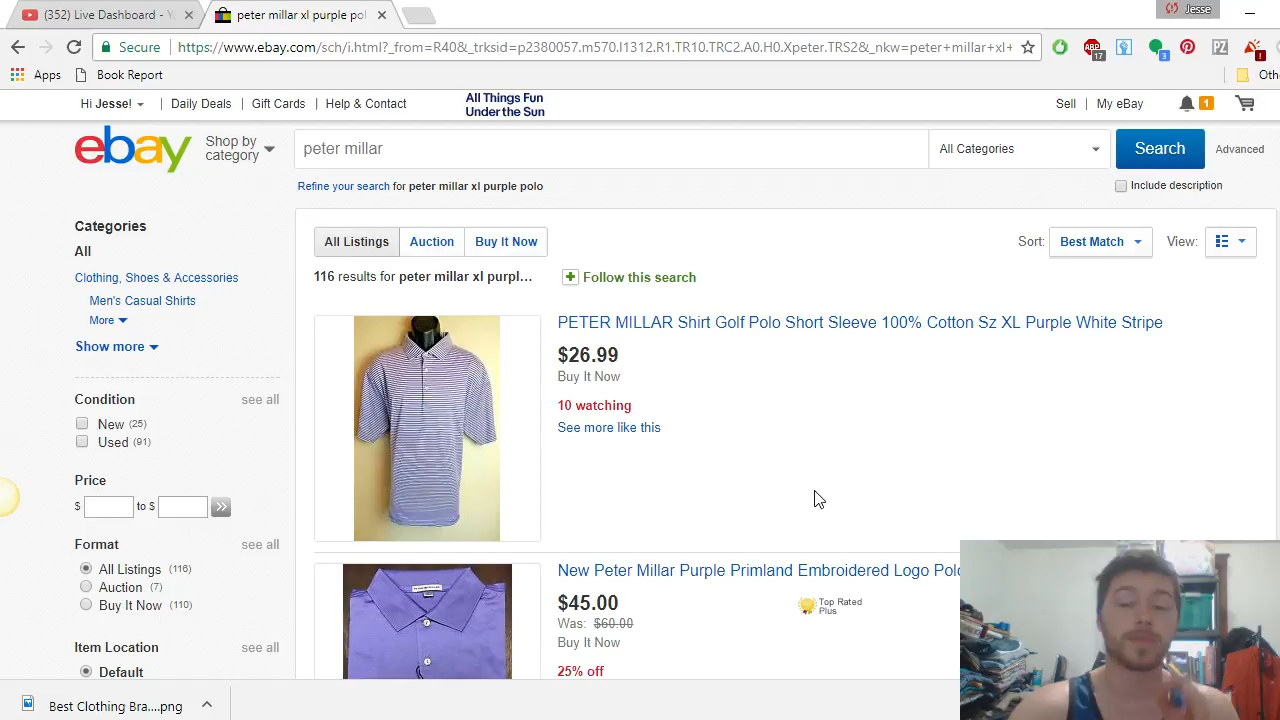 (352) Live Dashboard - Y
peter millar xl purple pol
Jesse
Secure
https://www.ebay.com/sch/i.html?_from=R40&_trksid=p2380057.m570.l1312.R1.TR10.TRC2.A0.H0.Xpeter.TRS2&_nkw=peter+millar+xl+
ABP
17
3
PZ
Apps
Book Report
Othe
Hi Jesse!
Daily Deals
Gift Cards
Help & Contact
All Things Fun
Under the Sun
Sell
My eBay
1
ebay
Shop by
category
peter millar
All Categories
Search
Advanced
Refine your search for peter millar xl purple polo
Include description
Categories
All
Clothing, Shoes & Accessories
Men's Casual Shirts
More
Show more
Condition
see all
New (25)
Used (91)
Price
$
to $
Format
see all
All Listings (116)
Auction (7)
Buy It Now (110)
Item Location
see all
Default
All Listings
Auction
Buy It Now
Sort:
Best Match
View:
116 results for peter millar xl purpl...
Follow this search
PETER MILLAR Shirt Golf Polo Short Sleeve 100% Cotton Sz XL Purple White Stripe
$26.99
Buy It Now
10 watching
See more like this
New Peter Millar Purple Primland Embroidered Logo Polo
$45.00
Was: $60.00
Buy It Now
25% off
Top Rated
Plus
Best Clothing Bra....png